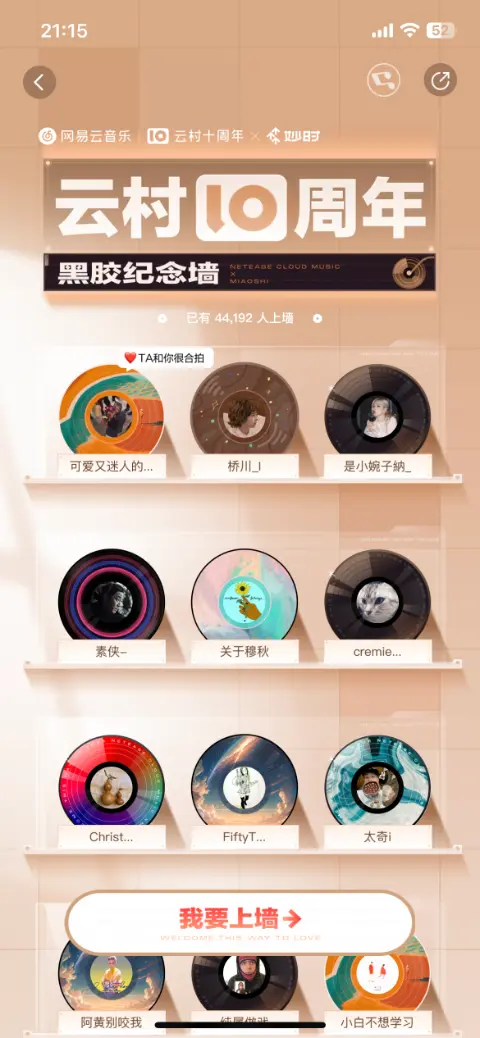 21:15
52
网易云音乐 云村十周年 × 妙时
云村10周年
黑胶纪念墙
NETEASE CLOUD MUSIC
×
MIAOSHI
已有 44,192 人上墙
❤️TA和你很合拍
可爱又迷人的... 桥川_I 是小婉子纳_
素侠~ 关于穆秋 cremie...
Christ... FiftyT... 太奇i
我要上墙→
WELCOME THIS WAY TO LOVE
阿黄别咬我 小白不想学习